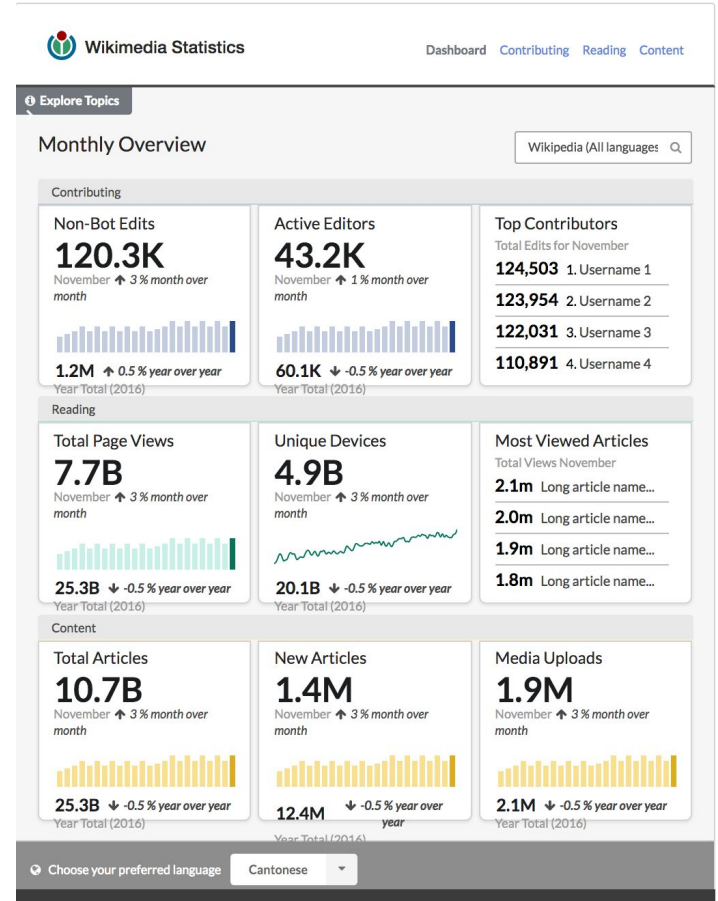 Wikimedia Statistics
Dashboard Contributing Reading Content
Explore Topics
Monthly Overview
Wikipedia (All languages
Contributing
Non-Bot Edits
120.3K
November 3 % month over
month
1.2M 0.5 % year over year
Year Total (2016)
Active Editors
43.2K
November 1 % month over
month
60.1K -0.5 % year over year
Year Total (2016)
Top Contributors
Total Edits for November
124,503 1. Username 1
123,954 2. Username 2
122,031 3. Username 3
110,891 4. Username 4
Reading
Total Page Views
7.7B
November 3 % month over
month
25.3B -0.5 % year over year
Year Total (2016)
Unique Devices
4.9B
November 3 % month over
month
20.1B -0.5 % year over year
Year Total (2016)
Most Viewed Articles
Total Views November
2.1m Long article name...
2.0m Long article name...
1.9m Long article name...
1.8m Long article name...
Content
Total Articles
10.7B
November 3 % month over
month
25.3B -0.5 % year over year
Year Total (2016)
New Articles
1.4M
November 3 % month over
month
12.4M -0.5 % year over
year
Year Total (2016)
Media Uploads
1.9M
November 3 % month over
month
2.1M -0.5 % year over year
Year Total (2016)
Choose your preferred language Cantonese